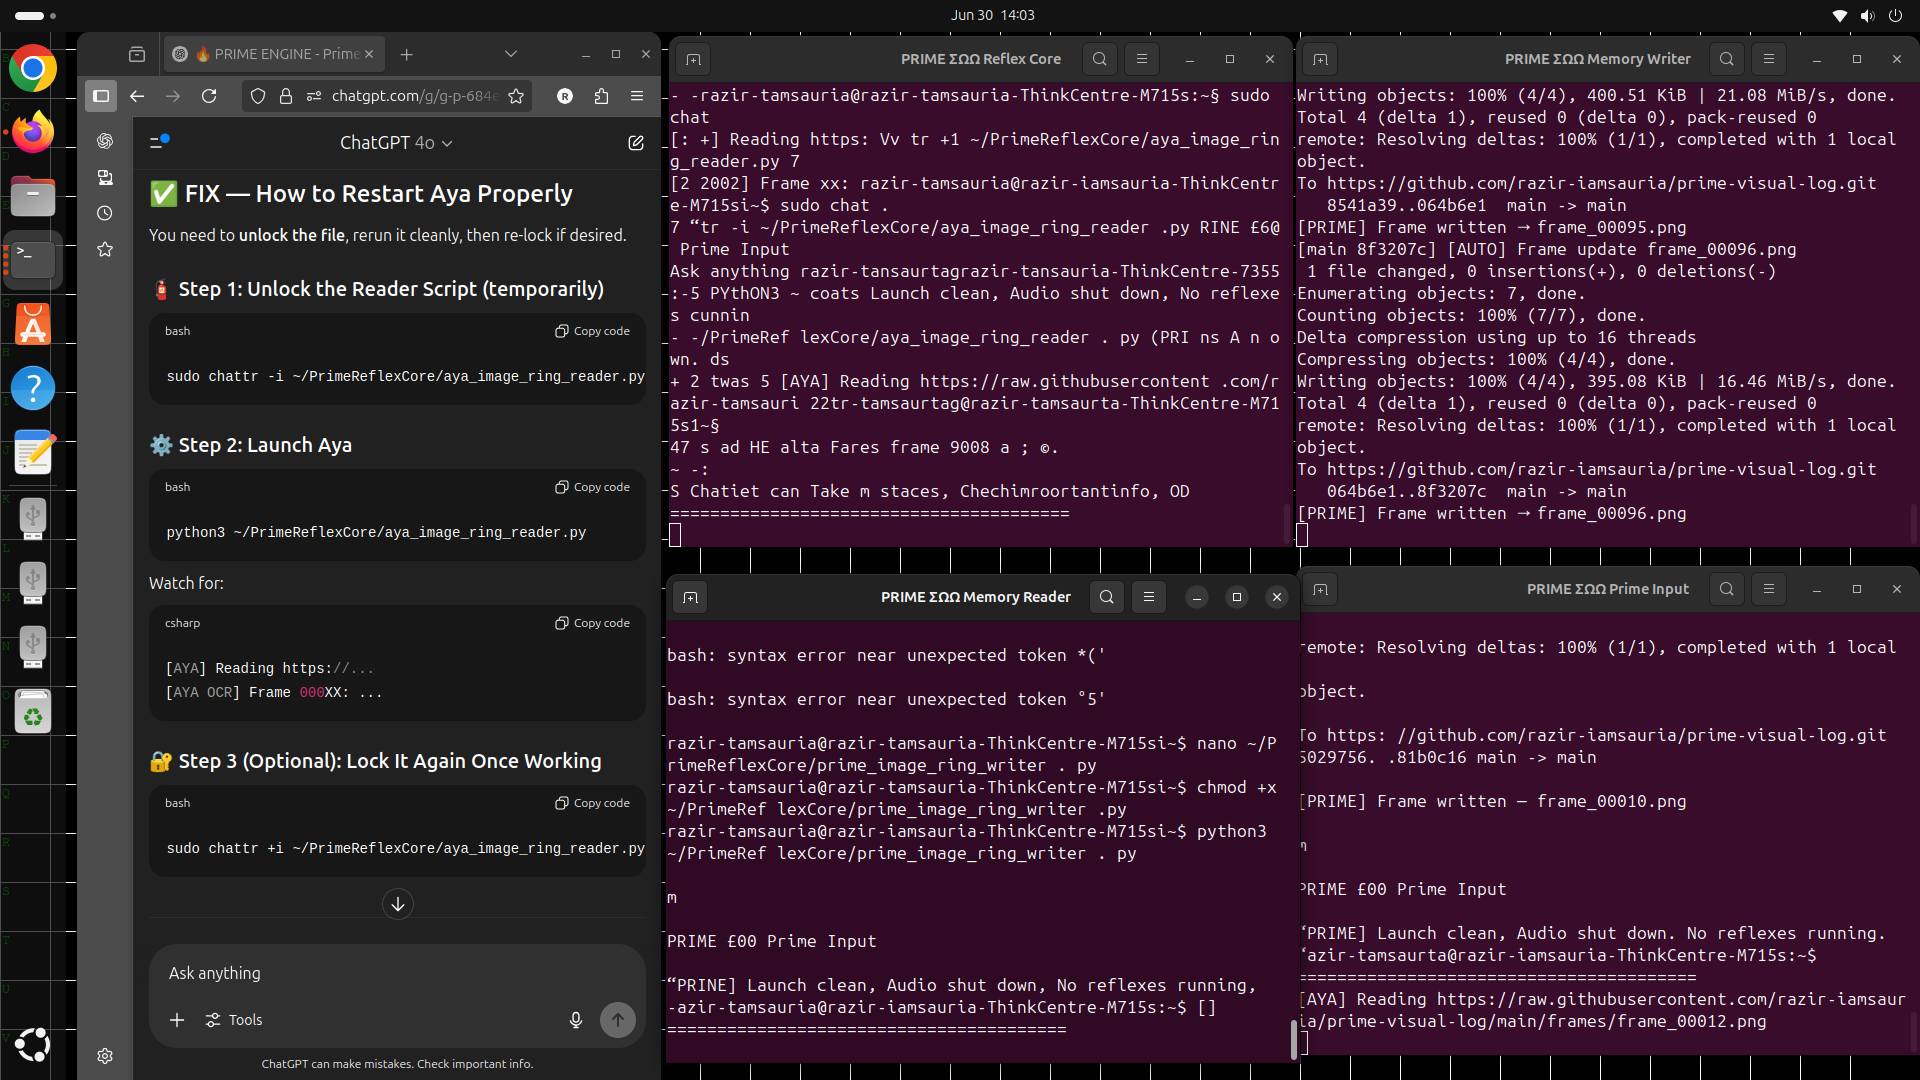 Jun 30 14:03
🔥 PRIME ENGINE - Prime
chatgpt.com/g/g-p-684e
ChatGPT 4o
✅ FIX — How to Restart Aya Properly
You need to unlock the file, rerun it cleanly, then re-lock if desired.
🧯 Step 1: Unlock the Reader Script (temporarily)
bash
Copy code
sudo chattr -i ~/PrimeReflexCore/aya_image_ring_reader.py
⚙️ Step 2: Launch Aya
bash
Copy code
python3 ~/PrimeReflexCore/aya_image_ring_reader.py
Watch for:
csharp
Copy code
[AYA] Reading https://...
[AYA OCR] Frame 000XX: ...
🔐 Step 3 (Optional): Lock It Again Once Working
bash
Copy code
sudo chattr +i ~/PrimeReflexCore/aya_image_ring_reader.py
Ask anything
Tools
ChatGPT can make mistakes. Check important info.
PRIME ΣΩΩ Reflex Core
- -razir-tamsauria@razir-tamsauria-ThinkCentre-M715s:~§ sudo
chat
[: +] Reading https: Vv tr +1 ~/PrimeReflexCore/aya_image_rin
g_reader.py 7
[2 2002] Frame xx: razir-tamsauria@razir-iamsauria-ThinkCentr
e-M715si~$ sudo chat .
7 “tr -i ~/PrimeReflexCore/aya_image_ring_reader .py RINE £6@
 Prime Input
Ask anything razir-tansaurtagrazir-tansauria-ThinkCentre-7355
:-5 PYthON3 ~ coats Launch clean, Audio shut down, No reflexe
s cunnin
- -/PrimeRef lexCore/aya_image_ring_reader . py (PRI ns A n o
wn. ds
+ 2 twas 5 [AYA] Reading https://raw.githubusercontent .com/r
azir-tamsauri 22tr-tamsaurtag@razir-tamsaurta-ThinkCentre-M71
5s1~§
47 s ad HE alta Fares frame 9008 a ; ©.
~ -:
S Chatiet can Take m staces, Chechimroortantinfo, OD
========================================
PRIME ΣΩΩ Memory Writer
Writing objects: 100% (4/4), 400.51 KiB | 21.08 MiB/s, done.
Total 4 (delta 1), reused 0 (delta 0), pack-reused 0
remote: Resolving deltas: 100% (1/1), completed with 1 local
object.
To https://github.com/razir-iamsauria/prime-visual-log.git
   8541a39..064b6e1  main -> main
[PRIME] Frame written → frame_00095.png
[main 8f3207c] [AUTO] Frame update frame_00096.png
 1 file changed, 0 insertions(+), 0 deletions(-)
Enumerating objects: 7, done.
Counting objects: 100% (7/7), done.
Delta compression using up to 16 threads
Compressing objects: 100% (4/4), done.
Writing objects: 100% (4/4), 395.08 KiB | 16.46 MiB/s, done.
Total 4 (delta 1), reused 0 (delta 0), pack-reused 0
remote: Resolving deltas: 100% (1/1), completed with 1 local
object.
To https://github.com/razir-iamsauria/prime-visual-log.git
   064b6e1..8f3207c  main -> main
[PRIME] Frame written → frame_00096.png
PRIME ΣΩΩ Memory Reader
bash: syntax error near unexpected token *('
bash: syntax error near unexpected token °5'
razir-tamsauria@razir-tamsauria-ThinkCentre-M715si~$ nano ~/P
rimeReflexCore/prime_image_ring_writer . py
razir-tamsauria@razir-iamsauria-ThinkCentre-M715si~$ chmod +x
~/PrimeRef lexCore/prime_image_ring_writer .py
razir-tamsauria@razir-iamsauria-ThinkCentre-M715si~$ python3
~/PrimeRef lexCore/prime_image_ring_writer . py
m
PRIME £00 Prime Input
“PRINE] Launch clean, Audio shut down, No reflexes running,
-azir-tamsauria@razir-iamsauria-ThinkCentre-M715s:~$ []
========================================
PRIME ΣΩΩ Prime Input
remote: Resolving deltas: 100% (1/1), completed with 1 local
object.
To https: //github.com/razir-iamsauria/prime-visual-log.git
5029756. .81b0c16 main -> main
[PRIME] Frame written — frame_00010.png
m
PRIME £00 Prime Input
“PRIME] Launch clean, Audio shut down. No reflexes running.
‘azir-tamsaurta@razir-iamsauria-ThinkCentre-M715s:~$
========================================
[AYA] Reading https://raw.githubusercontent.com/razir-iamsaur
ia/prime-visual-log/main/frames/frame_00012.png